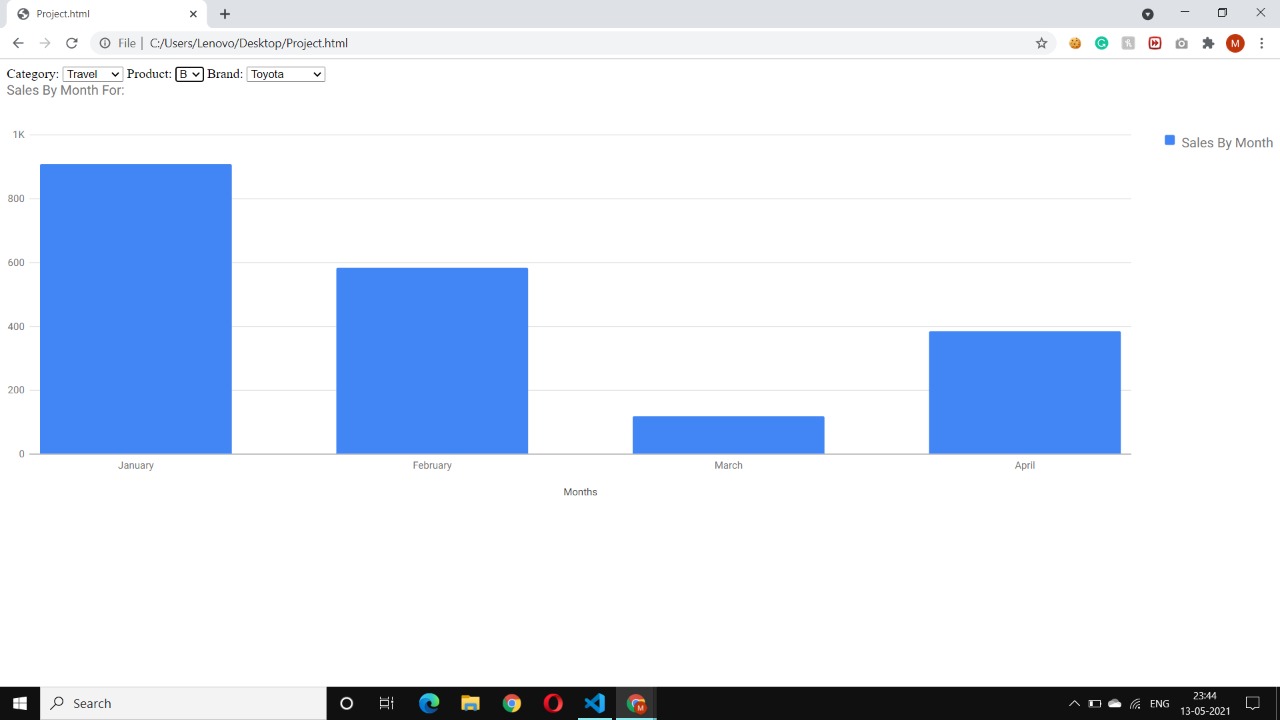 Project.html
File | C:/Users/Lenovo/Desktop/Project.html
M
Category: Travel Product: B Brand: Toyota
Sales By Month For:
1K
800
600
400
200
0
January February March April
Months
Sales By Month
Search
M
ENG
23:44
13-05-2021